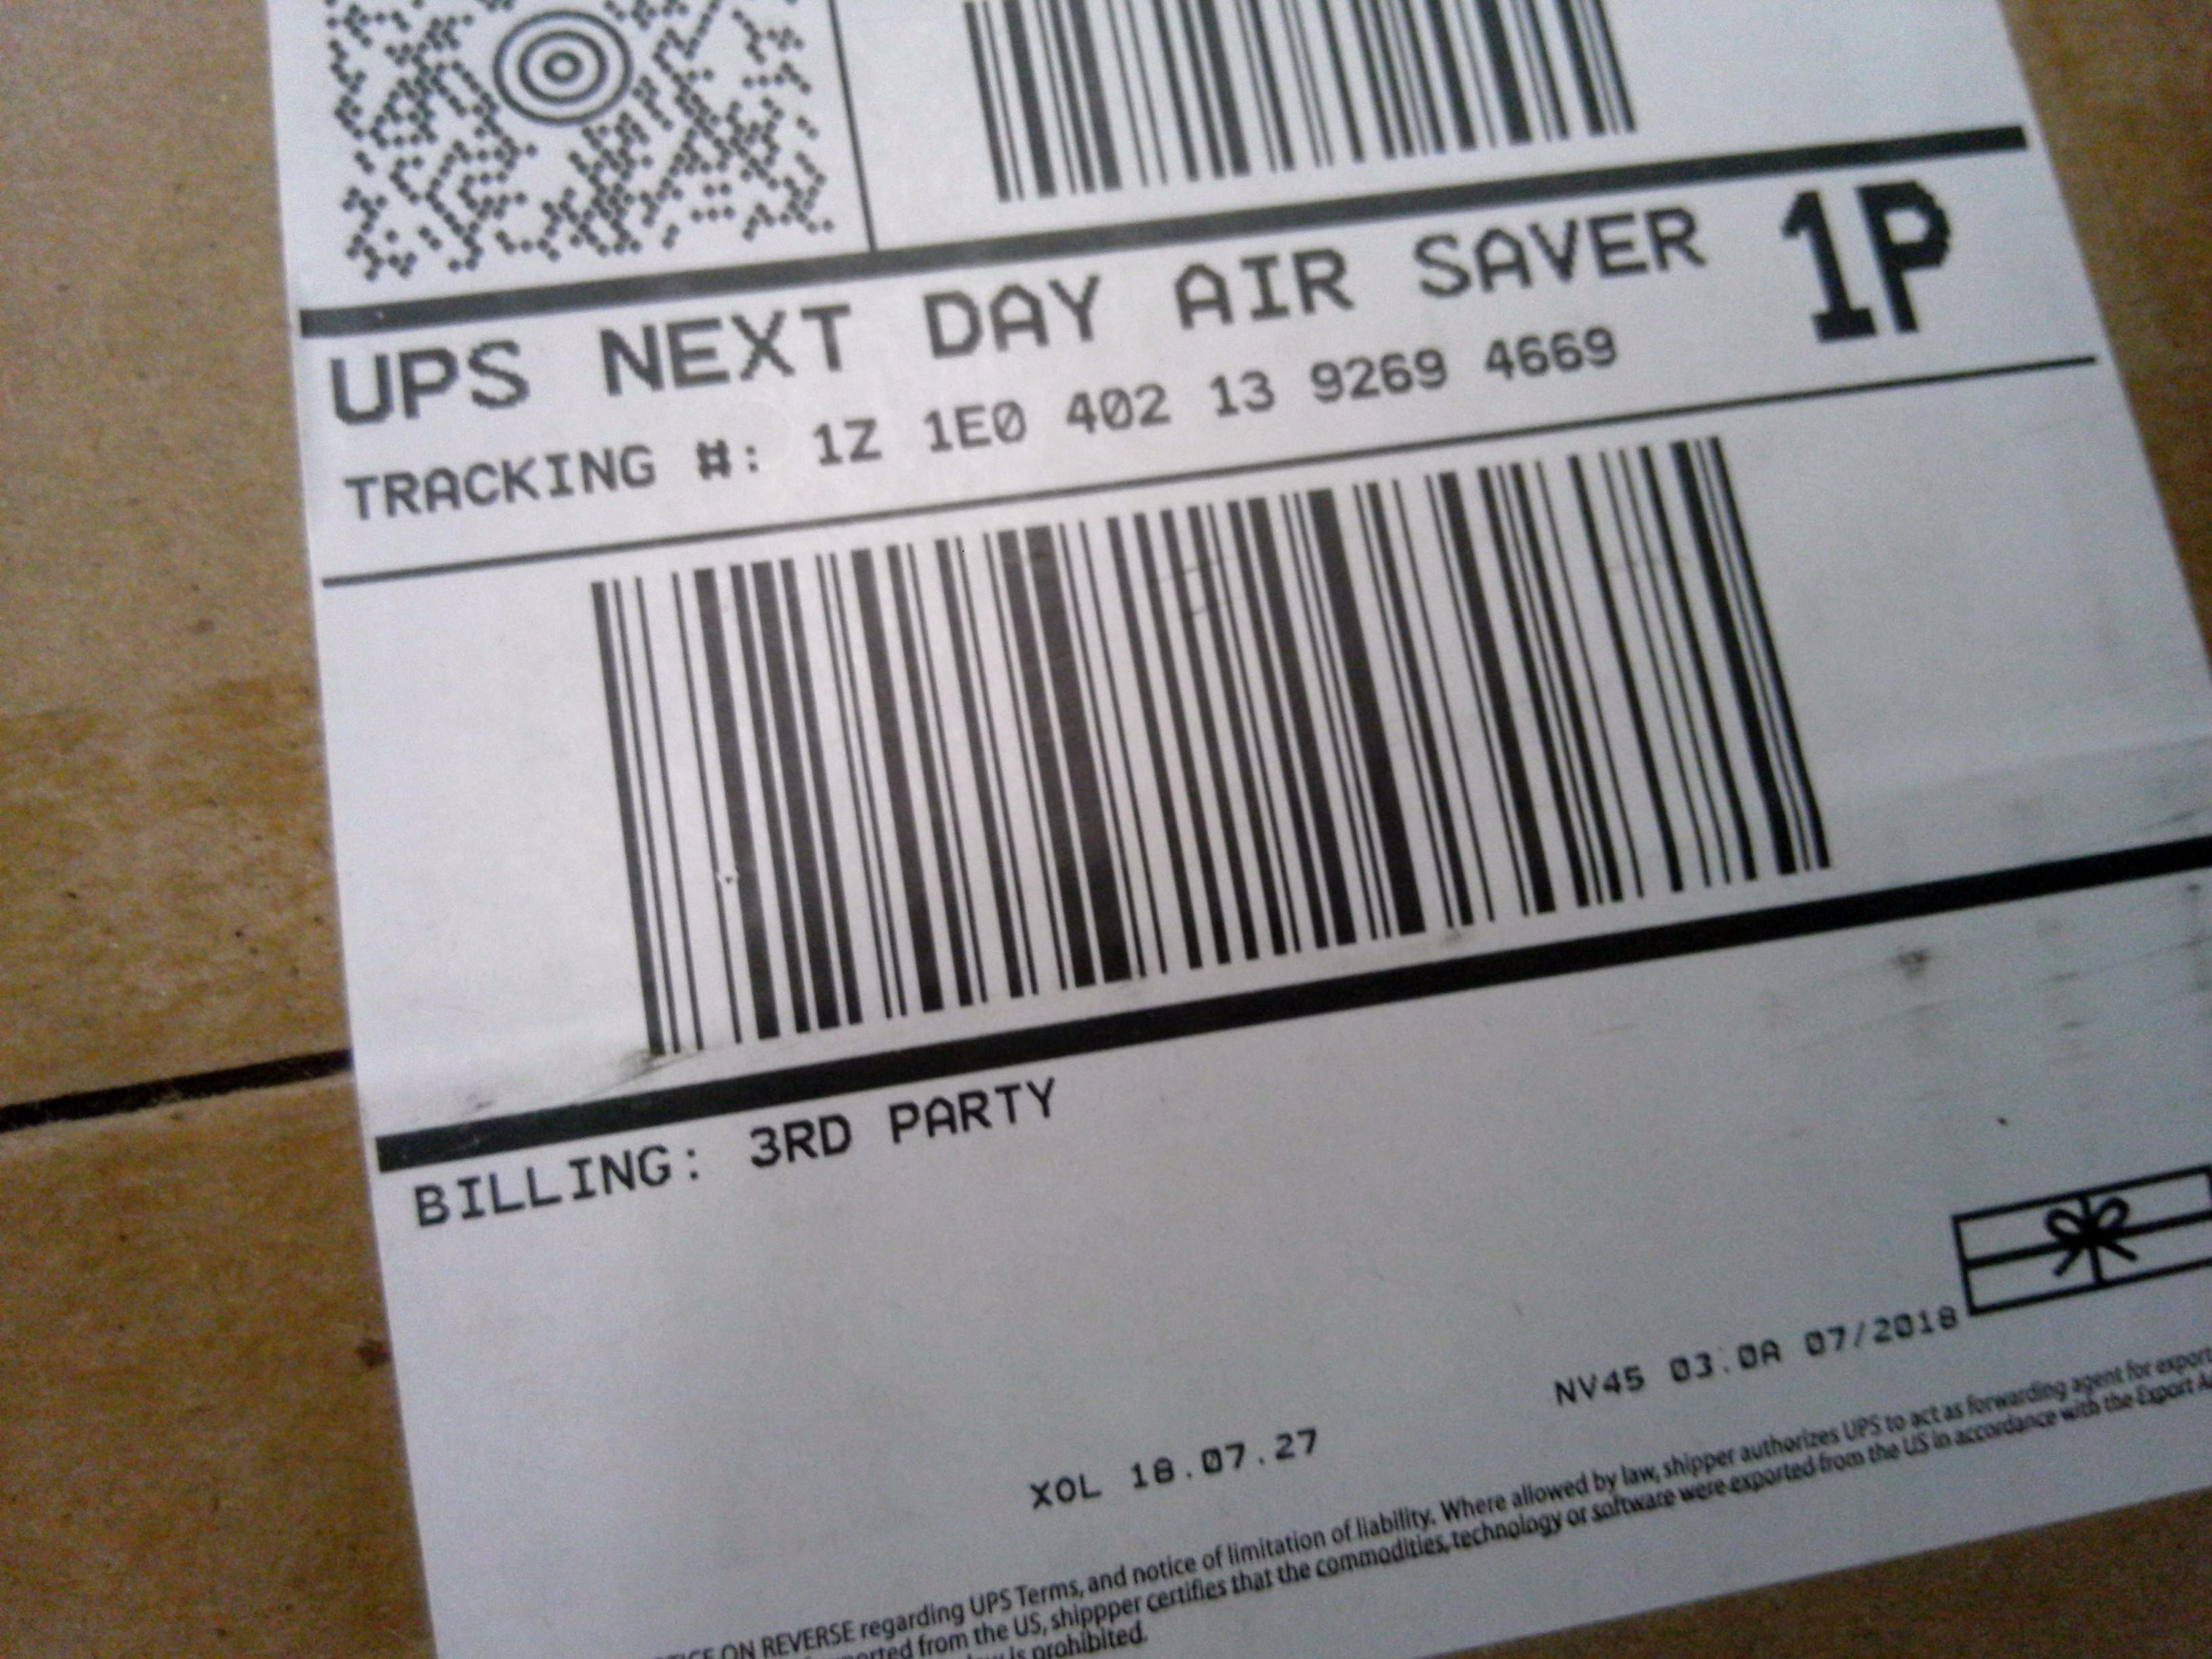 UPS NEXT DAY AIR SAVER 1P
TRACKING #: 1Z 1E0 402 13 9269 4669
BILLING: 3RD PARTY
XOL 18.07.27
NV45 03.0A 07/2018
ON REVERSE regarding UPS Terms, and notice of limitation of liability. Where allowed by law, shipper authorizes UPS to act as forwarding agent for export
from the US, shippper certifies that the commodities, technology or software were exported from the US in accordance with the Export
is prohibited.